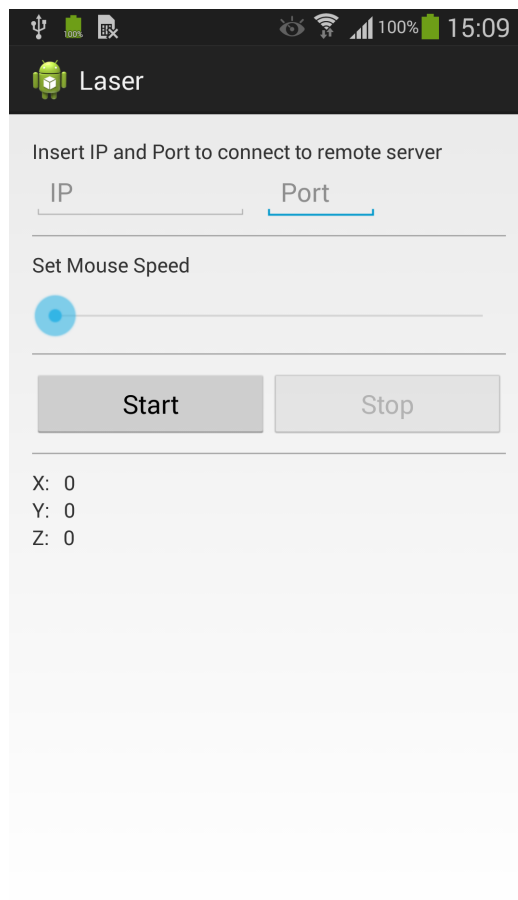 100% 100% 15:09
Laser
Insert IP and Port to connect to remote server
IP Port
Set Mouse Speed
Start Stop
X: 0
Y: 0
Z: 0